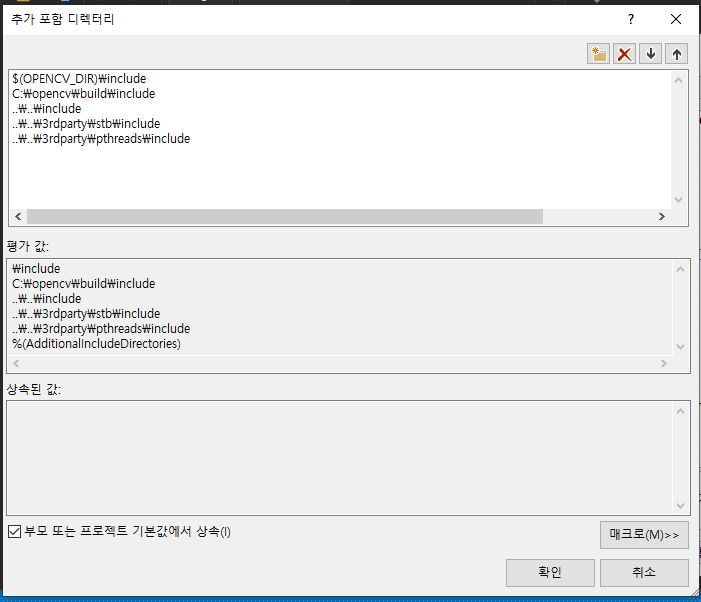 추가 포함 디렉터리
?
$(OPENCV_DIR)₩include
C:₩opencv₩build₩include
..₩..₩include
..₩..₩3rdparty₩stb₩include
..₩..₩3rdparty₩pthreads₩include
평가 값:
₩include
C:₩opencv₩build₩include
..₩..₩include
..₩..₩3rdparty₩stb₩include
..₩..₩3rdparty₩pthreads₩include
%(AdditionalIncludeDirectories)
상속된 값:
부모 또는 프로젝트 기본값에서 상속(I)
매크로(M)>>
확인
취소